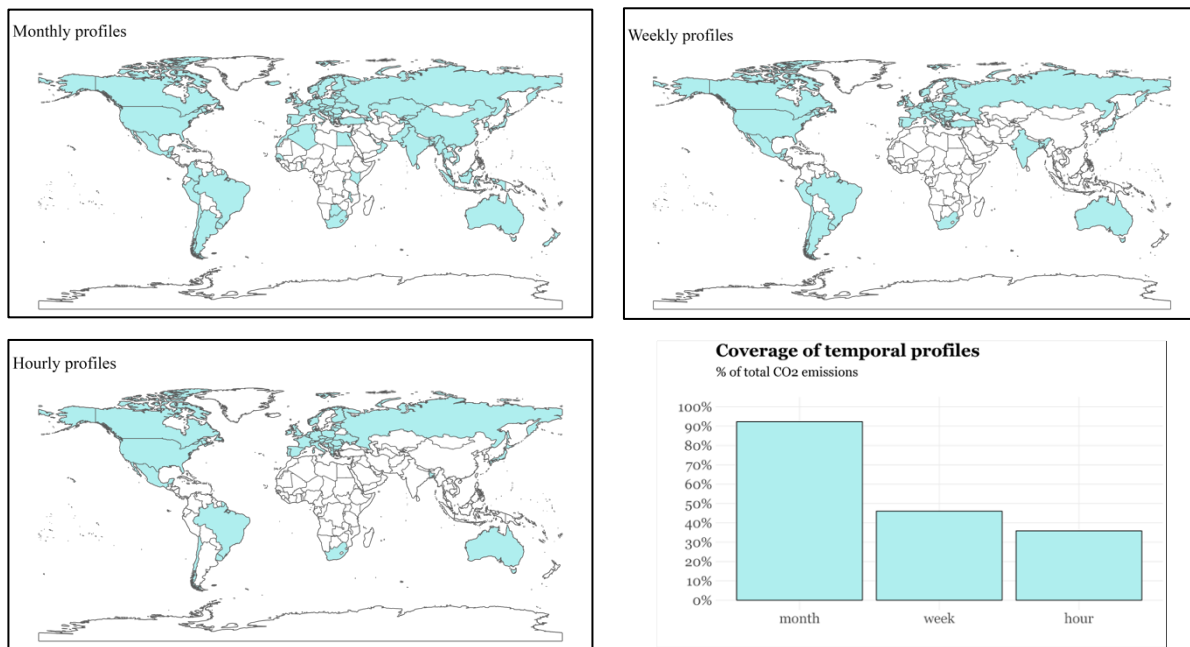 Monthly profiles
Weekly profiles
Hourly profiles
Coverage of temporal profiles
% of total CO2 emissions
100%
90%
80%
70%
60%
50%
40%
30%
20%
10%
0%
month week hour